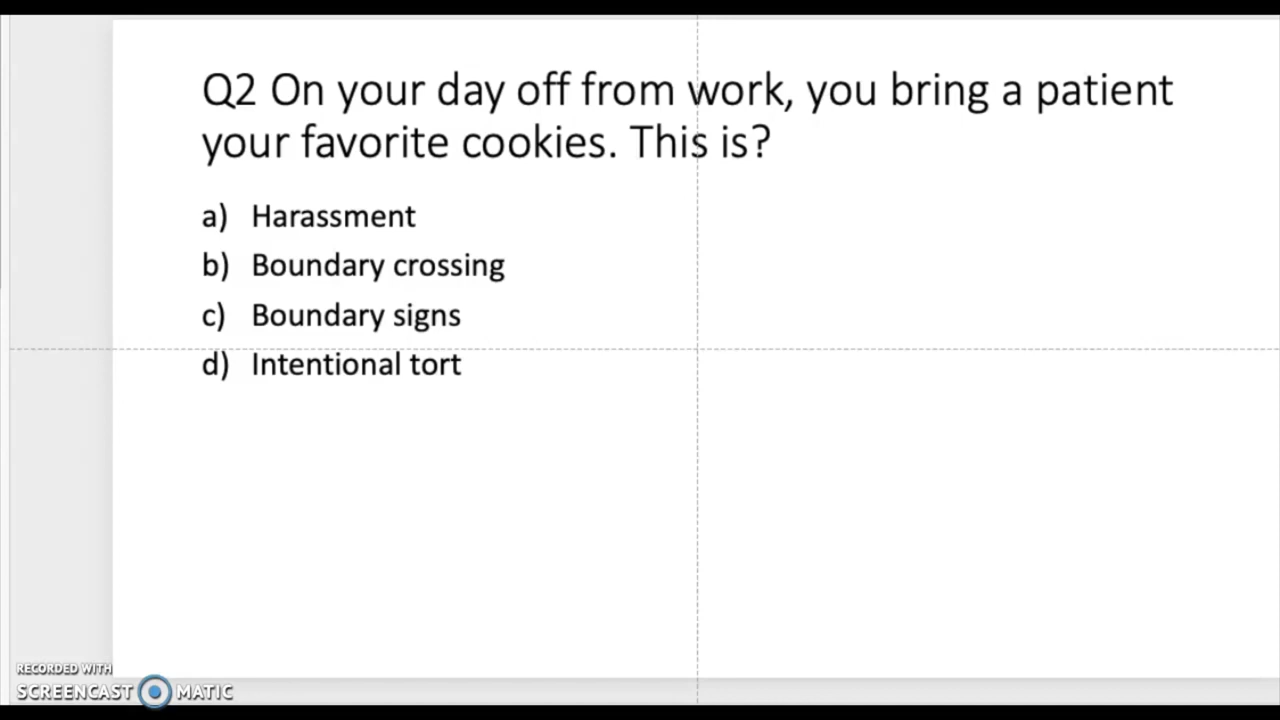 Q2 On your day off from work, you bring a patient
your favorite cookies. This is?
a) Harassment
b) Boundary crossing
c) Boundary signs
d) Intentional tort
RECORDED WITH
SCREENCAST MATIC